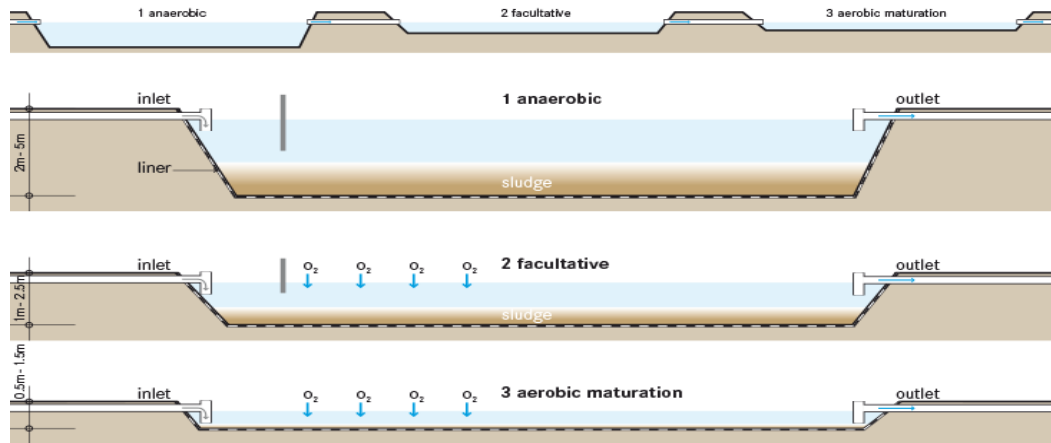 1 anaerobic 2 facultative 3 aerobic maturation
inlet 1 anaerobic outlet
2m - 5m
liner
sludge
inlet O₂ O₂ O₂ O₂ 2 facultative outlet
1m - 2.5m
sludge
0.5m - 1.5m
inlet O₂ O₂ O₂ O₂ 3 aerobic maturation outlet